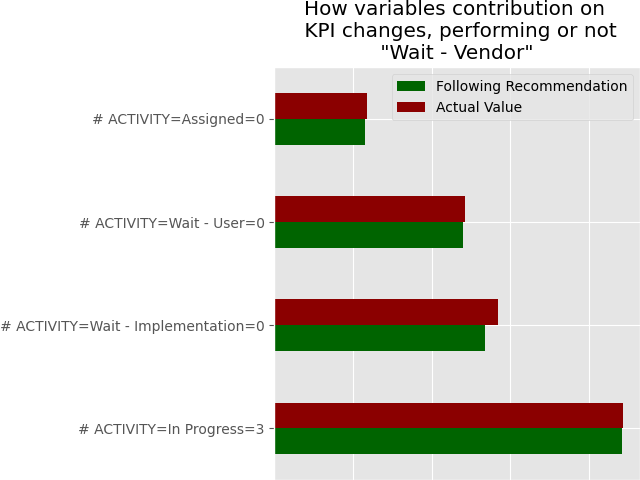 How variables contribution on
KPI changes, performing or not
"Wait - Vendor"
Following Recommendation
Actual Value
# ACTIVITY=Assigned=0
# ACTIVITY=Wait - User=0
# ACTIVITY=Wait - Implementation=0
# ACTIVITY=In Progress=3